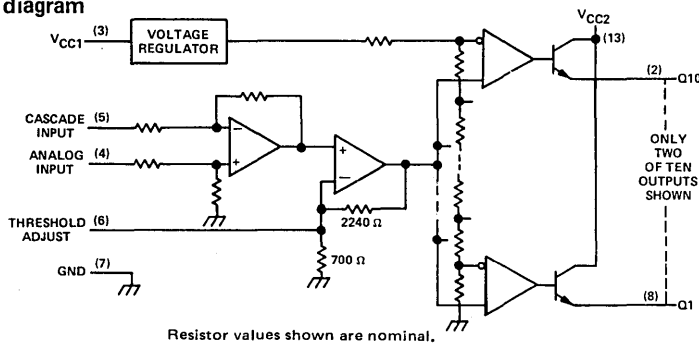 diagram
VCC1 (3)
VOLTAGE
REGULATOR
VCC2
(13)
(2) Q10
CASCADE
INPUT (5)
ANALOG
INPUT (4)
THRESHOLD
ADJUST (6)
GND (7)
2240 Ω
700 Ω
ONLY
TWO
OF TEN
OUTPUTS
SHOWN
(8) Q1
Resistor values shown are nominal.